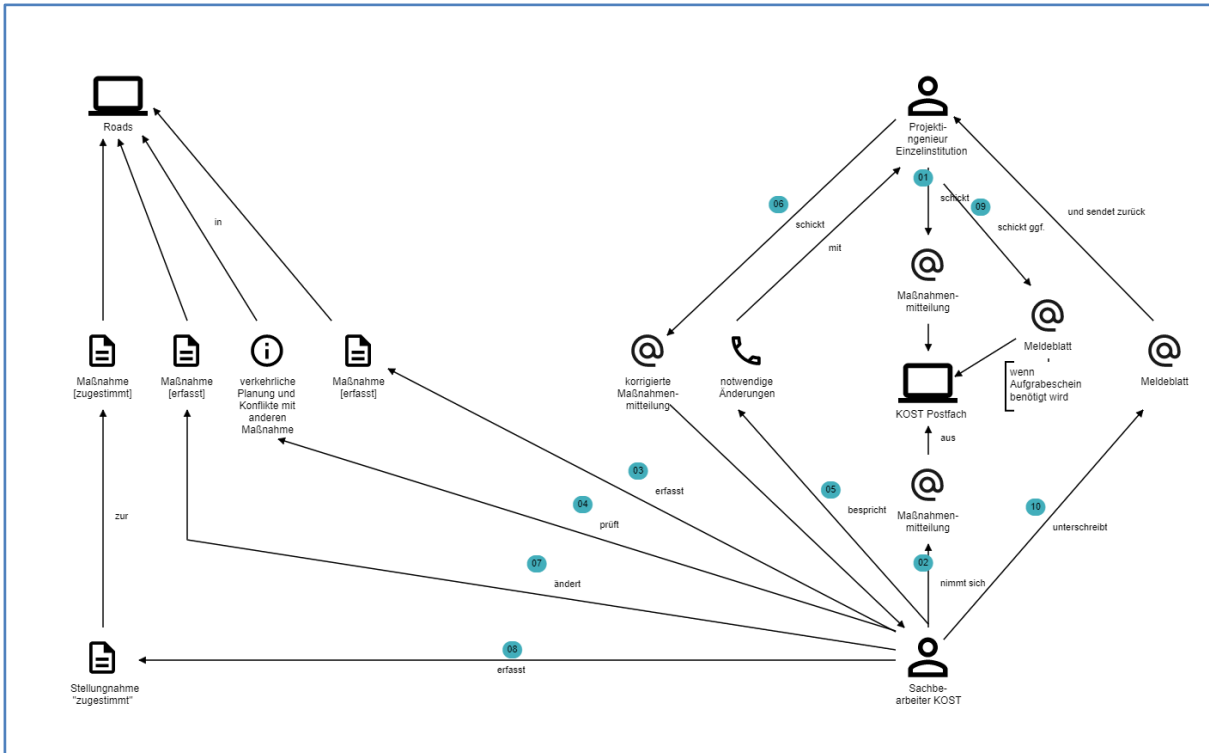 Roads
Projekti-
ingenieur
Einzelinstitution
01
schickt
06
schickt
09
schickt ggf.
und sendet zurück
in
mit
Maßnahmen-
mitteilung
Meldeblatt
wenn
Aufgrabeschein
benötigt wird
Meldeblatt
Maßnahme
[zugestimmt]
Maßnahme
[erfasst]
verkehrliche
Planung und
Konflikte mit
anderen
Maßnahme
Maßnahme
[erfasst]
korrigierte
Maßnahmen-
mitteilung
notwendige
Änderungen
KOST Postfach
aus
03
erfasst
04
prüft
05
bespricht
Maßnahmen-
mitteilung
10
unterschreibt
zur
07
ändert
02
nimmt sich
08
erfasst
Stellungnahme
"zugestimmt"
Sachbe-
arbeiter KOST